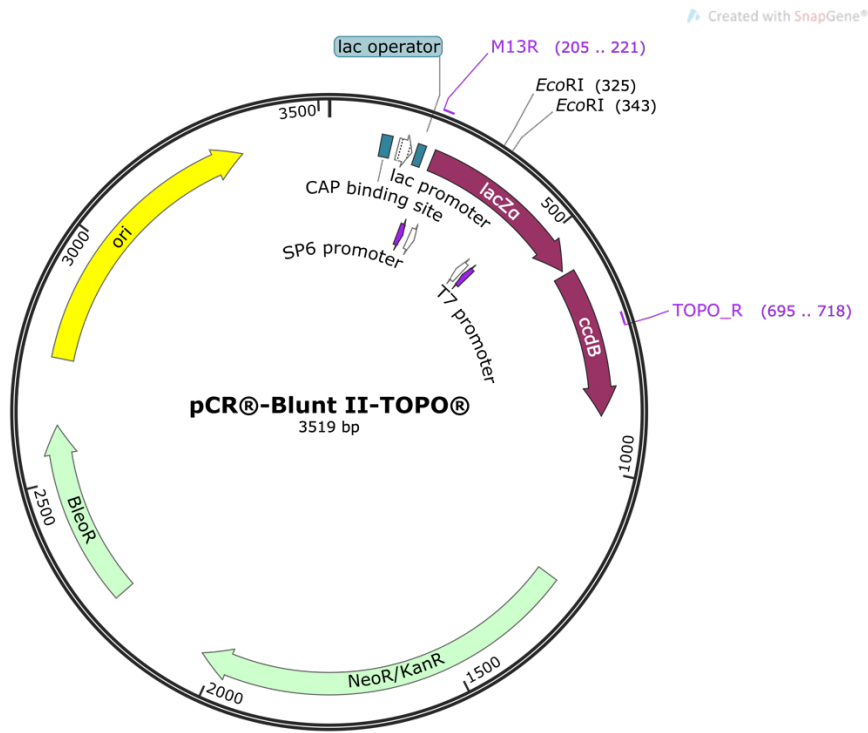 Created with SnapGene®
lac operator
M13R (205 .. 221)
EcoRI (325)
EcoRI (343)
3500
CAP binding site
lac promoter
lacZα
500
SP6 promoter
T7 promoter
ori
3000
ccdB
TOPO_R (695 .. 718)
pCR®-Blunt II-TOPO®
3519 bp
1000
2500
BleoR
NeoR/KanR
1500
2000